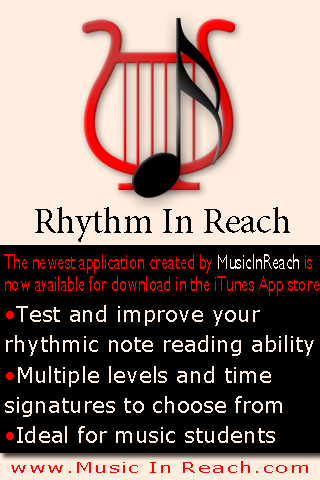 Rhythm In Reach
The newest application created by MusicInReach is
now available for download in the iTunes App store
•Test and improve your
rhythmic note reading ability
•Multiple levels and time
signatures to choose from
•Ideal for music students
www.Music In Reach.com